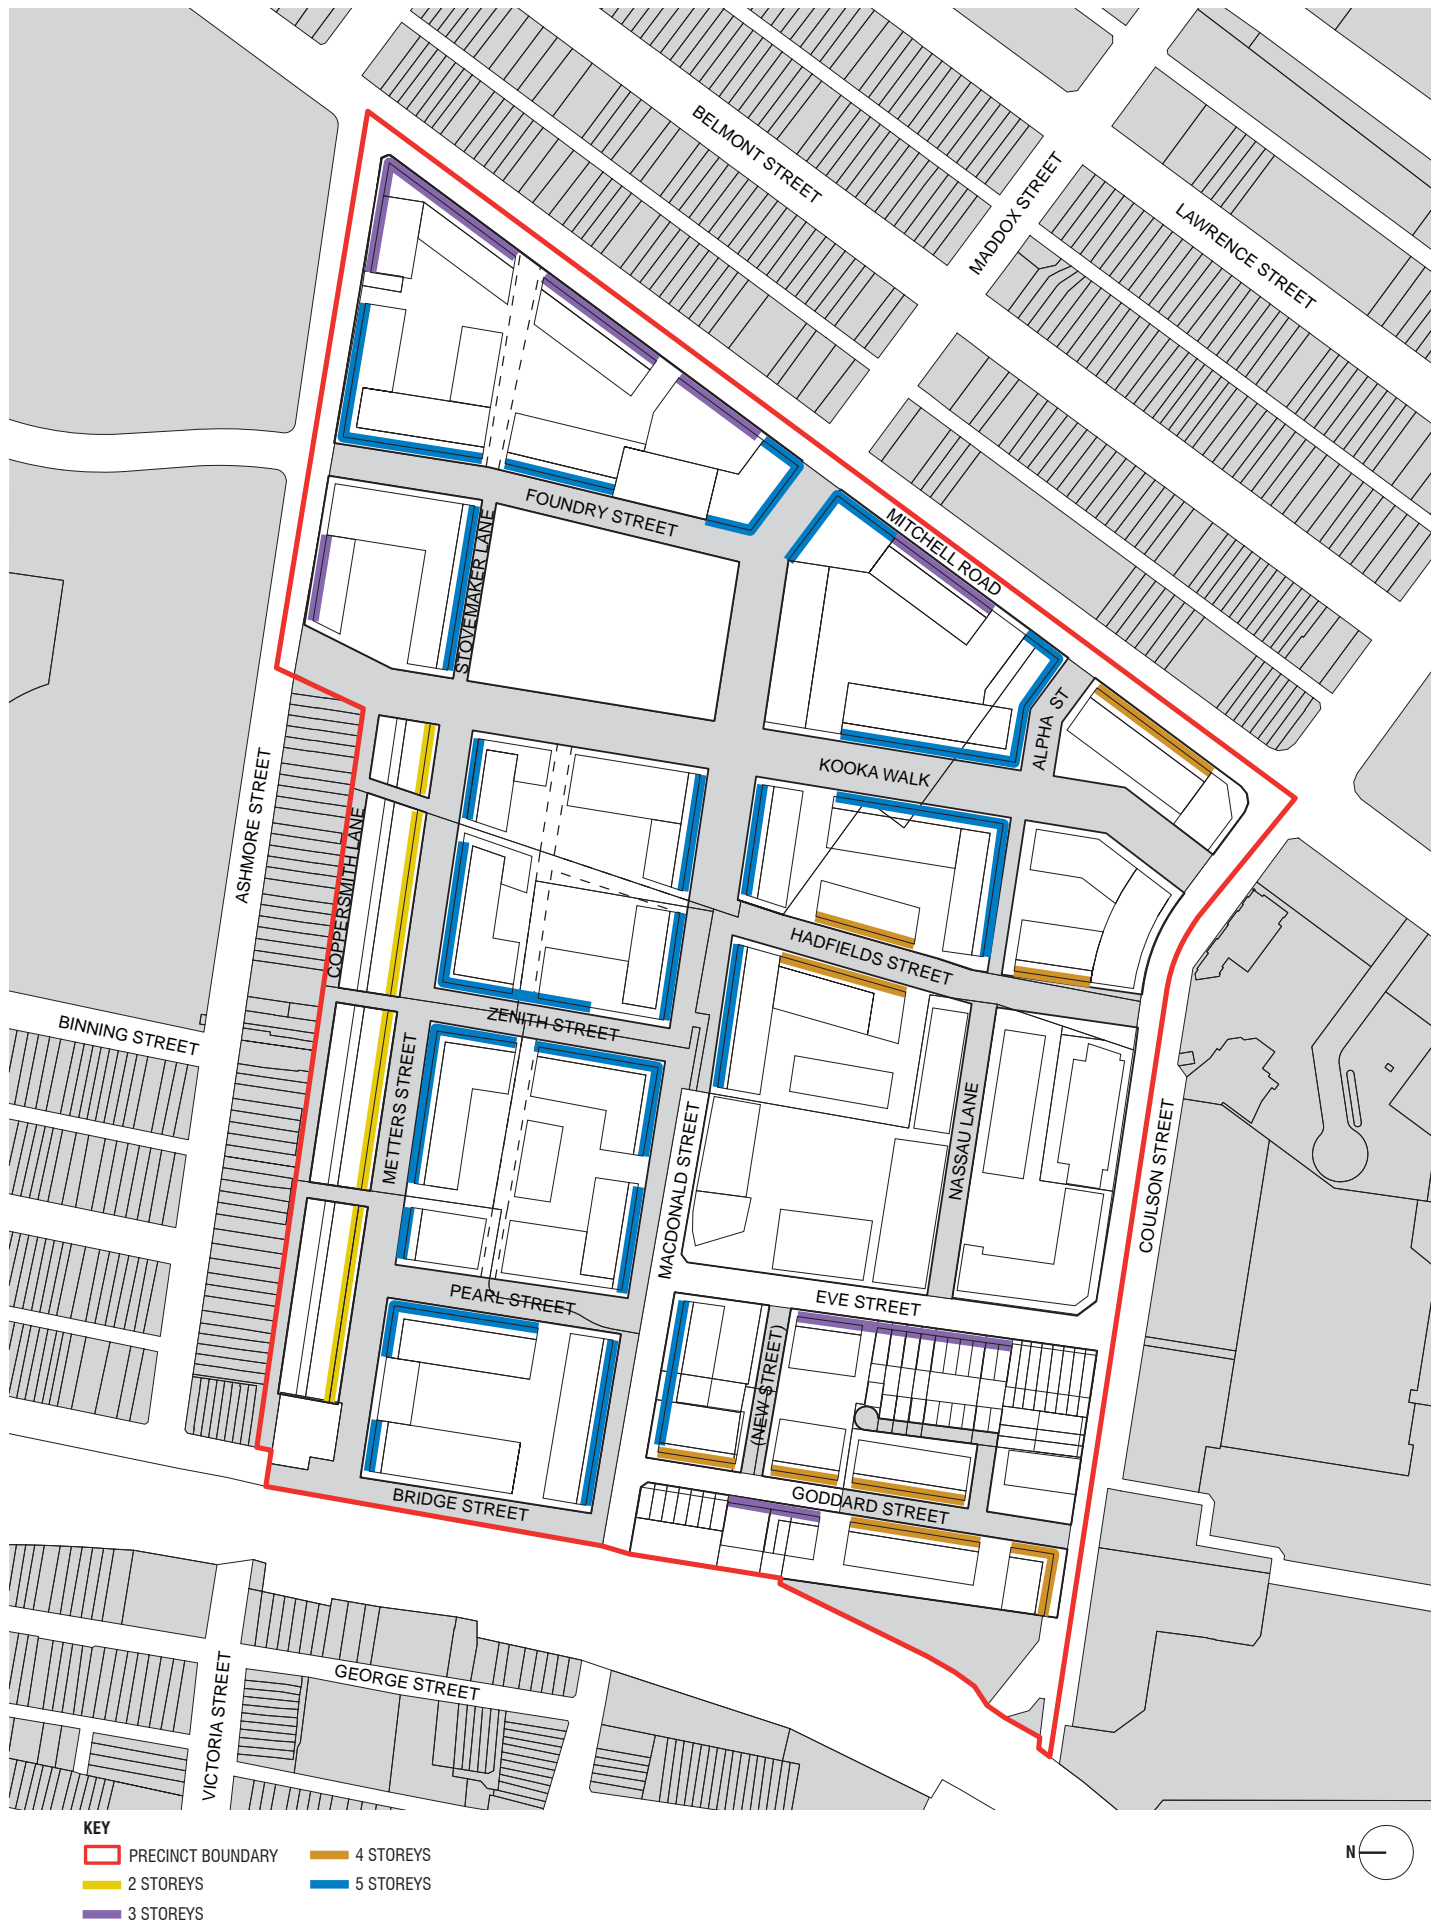 BELMONT STREET
MADDOX STREET
LAWRENCE STREET
FOUNDRY STREET
STOVEMAKER LANE
MITCHELL ROAD
ALPHA ST
KOOKA WALK
ASHMORE STREET
COPPERSMITH LANE
HADFIELDS STREET
ZENITH STREET
BINNING STREET
METTERS STREET
MACDONALD STREET
NASSAU LANE
COULSON STREET
PEARL STREET
EVE STREET
(NEW STREET)
BRIDGE STREET
GODDARD STREET
GEORGE STREET
VICTORIA STREET
KEY
PRECINCT BOUNDARY
2 STOREYS
3 STOREYS
4 STOREYS
5 STOREYS
N